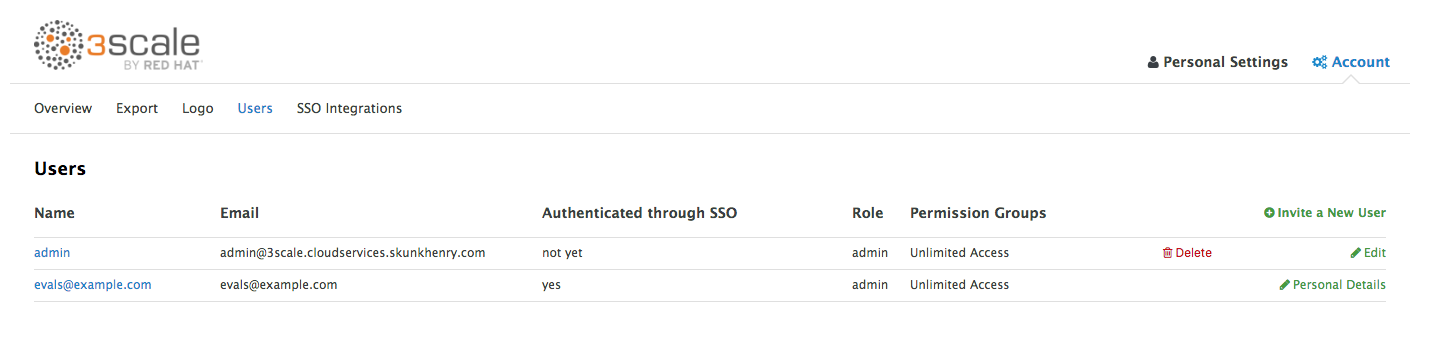 3scale
BY RED HAT
Personal Settings Account
Overview Export Logo Users SSO Integrations
Users
Name Email Authenticated through SSO Role Permission Groups Invite a New User
admin admin@3scale.cloudservices.skunkhenry.com not yet admin Unlimited Access Delete Edit
evals@example.com evals@example.com yes admin Unlimited Access Personal Details